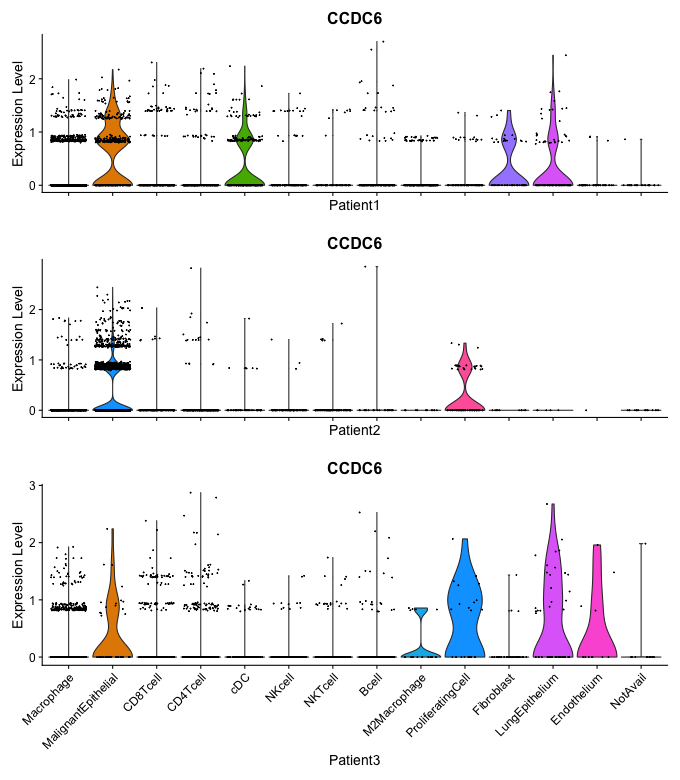 CCDC6
Expression Level
2
1
0
Patient1
CCDC6
Expression Level
2
1
0
Patient2
CCDC6
Expression Level
3
2
1
0
Macrophage
MalignantEpithelial
CD8Tcell
CD4Tcell
cDC
NKcell
NKTcell
Bcell
M2Macrophage
ProliferatingCell
Fibroblast
LungEpithelium
Endothelium
NotAvail
Patient3